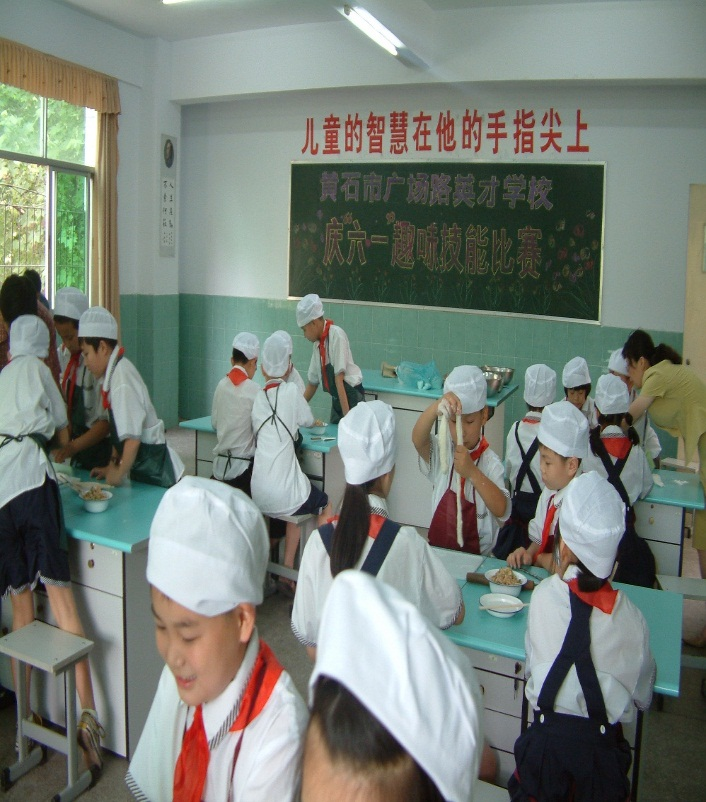 儿童的智慧在他的手指尖上
黄石市广场路英才学校
庆六一趣味技能比赛